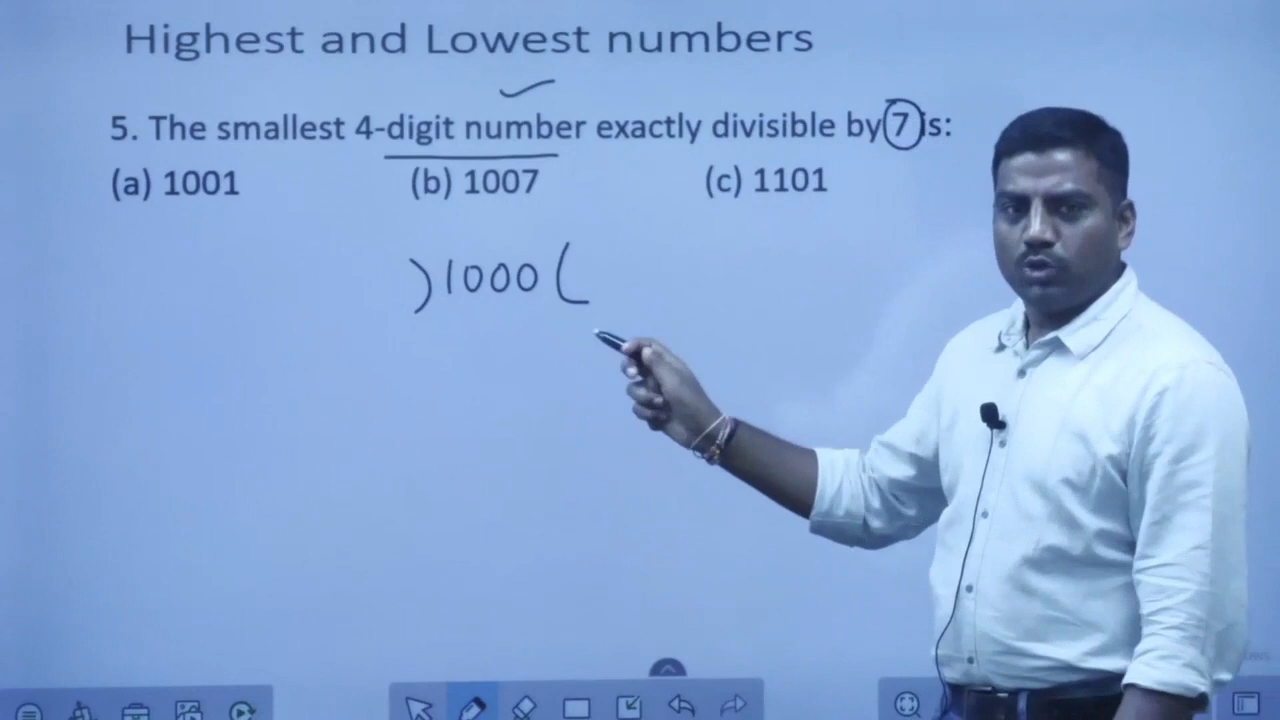 Highest and Lowest numbers
5. The smallest 4-digit number exactly divisible by 7 is:
(a) 1001 (b) 1007 (c) 1101
)1000(